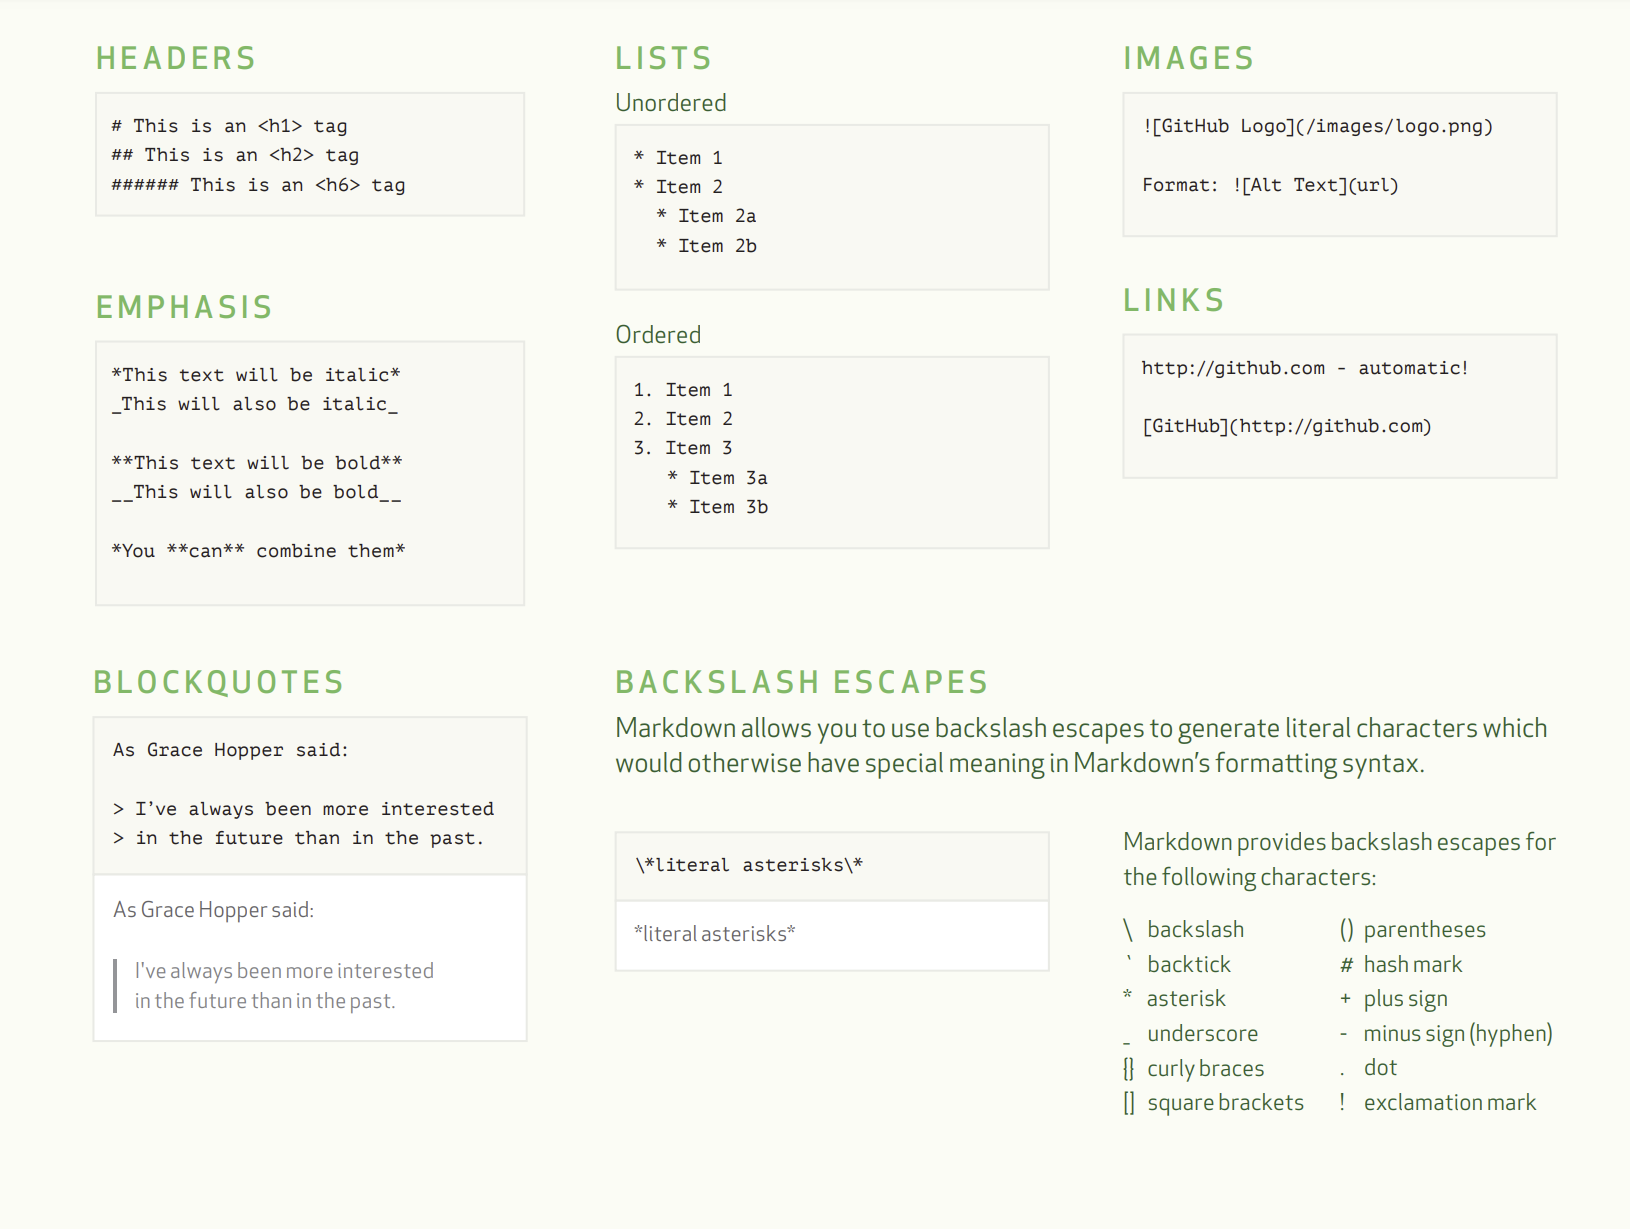 HEADERS
# This is an <h1> tag
## This is an <h2> tag
###### This is an <h6> tag
EMPHASIS
*This text will be italic*
_This will also be italic_
**This text will be bold**
__This will also be bold__
*You **can** combine them*
LISTS
Unordered
* Item 1
* Item 2
  * Item 2a
  * Item 2b
Ordered
1. Item 1
2. Item 2
3. Item 3
   * Item 3a
   * Item 3b
IMAGES
![GitHub Logo](/images/logo.png)
Format: ![Alt Text](url)
LINKS
http://github.com - automatic!
[GitHub](http://github.com)
BLOCKQUOTES
As Grace Hopper said:
> I’ve always been more interested
> in the future than in the past.
As Grace Hopper said:
I've always been more interested
in the future than in the past.
BACKSLASH ESCAPES
Markdown allows you to use backslash escapes to generate literal characters which
would otherwise have special meaning in Markdown’s formatting syntax.
\*literal asterisks\*
*literal asterisks*
Markdown provides backslash escapes for
the following characters:
\ backslash
` backtick
* asterisk
_ underscore
{} curly braces
[] square brackets
() parentheses
# hash mark
+ plus sign
- minus sign (hyphen)
. dot
! exclamation mark